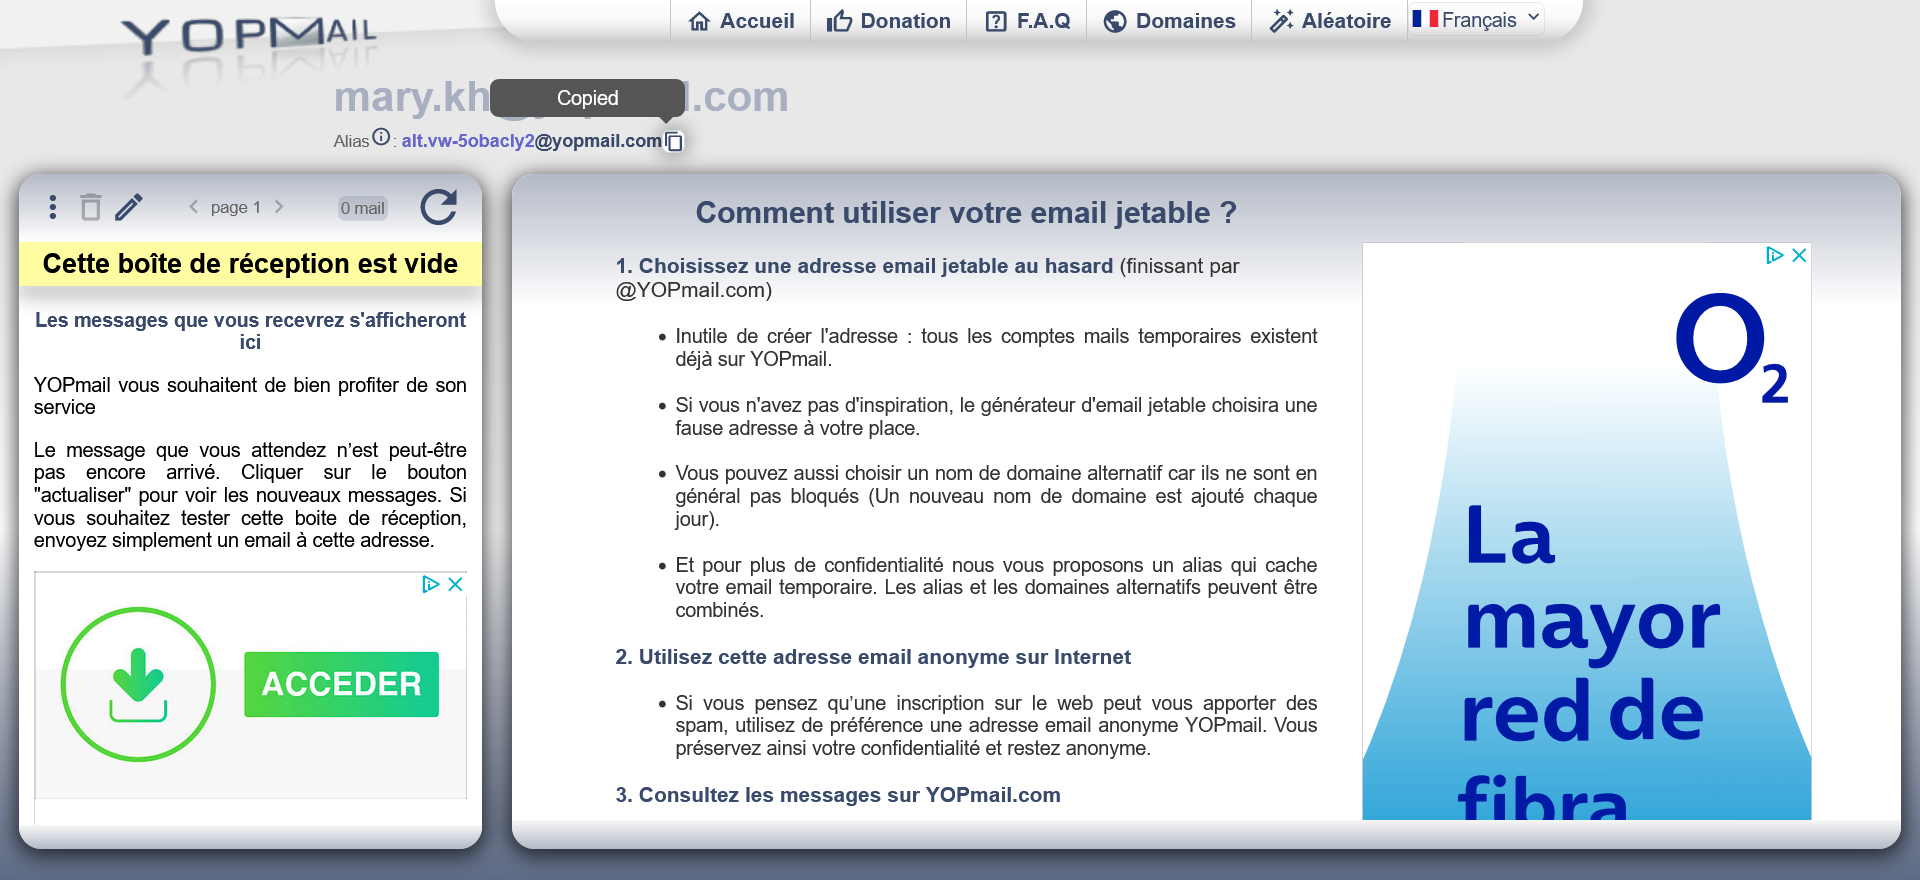 YOPMAIL
Accueil
Donation
F.A.Q
Domaines
Aléatoire
Français
mary.kh
.com
Copied
Alias : alt.vw-5obacly2@yopmail.com
page 1
0 mail
Cette boîte de réception est vide
Les messages que vous recevrez s'afficheront
ici
YOPmail vous souhaitent de bien profiter de son
service
Le message que vous attendez n’est peut-être
pas encore arrivé. Cliquer sur le bouton
"actualiser" pour voir les nouveaux messages. Si
vous souhaitez tester cette boite de réception,
envoyez simplement un email à cette adresse.
ACCEDER
Comment utiliser votre email jetable ?
1. Choisissez une adresse email jetable au hasard (finissant par
@YOPmail.com)
• Inutile de créer l'adresse : tous les comptes mails temporaires existent
déjà sur YOPmail.
• Si vous n'avez pas d'inspiration, le générateur d'email jetable choisira une
fause adresse à votre place.
• Vous pouvez aussi choisir un nom de domaine alternatif car ils ne sont en
général pas bloqués (Un nouveau nom de domaine est ajouté chaque
jour).
• Et pour plus de confidentialité nous vous proposons un alias qui cache
votre email temporaire. Les alias et les domaines alternatifs peuvent être
combinés.
2. Utilisez cette adresse email anonyme sur Internet
• Si vous pensez qu’une inscription sur le web peut vous apporter des
spam, utilisez de préférence une adresse email anonyme YOPmail. Vous
préservez ainsi votre confidentialité et restez anonyme.
3. Consultez les messages sur YOPmail.com
O2
La
mayor
red de
fibra